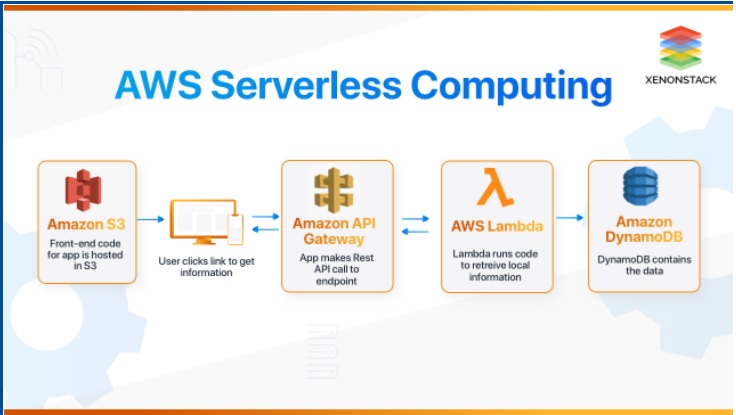 XENONSTACK
AWS Serverless Computing
Amazon S3
Front-end code
for app is hosted
in S3
User clicks link to get
information
Amazon API
Gateway
App makes Rest
API call to
endpoint
AWS Lambda
Lambda runs code
to retreive local
information
Amazon
DynamoDB
DynamoDB contains
the data